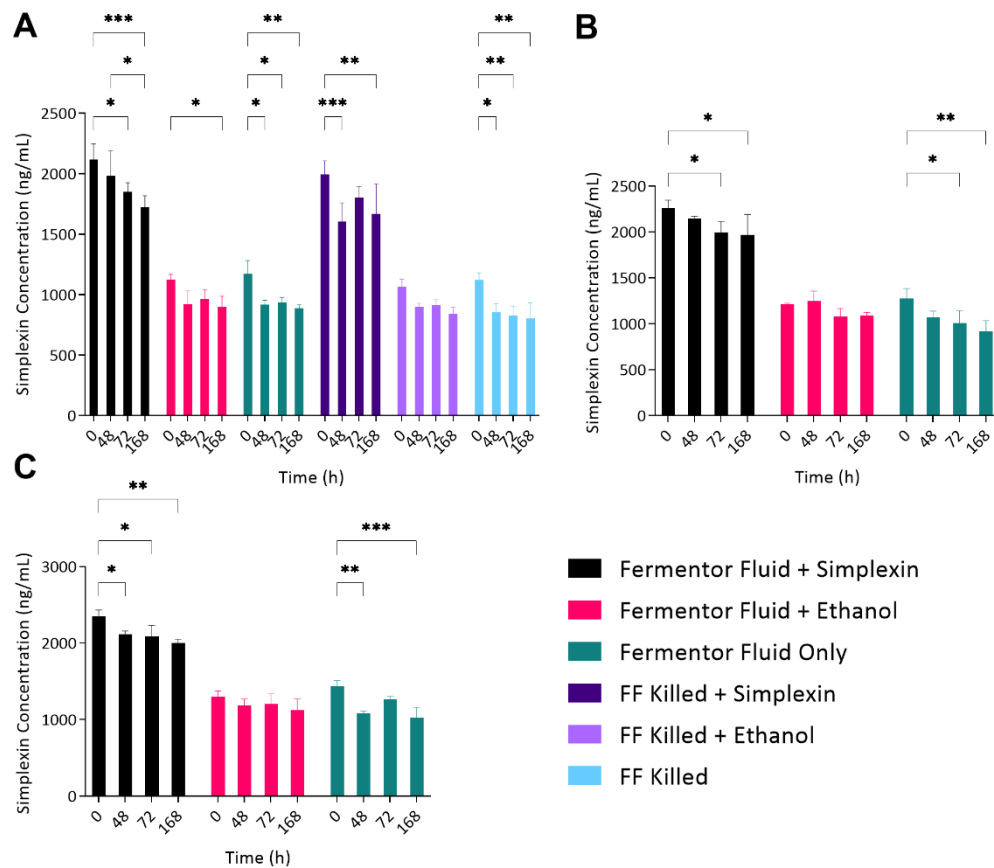 A
*** ** ** **
* * **
* * * *** *
Simplexin Concentration (ng/mL)
2500
2000
1500
1000
500
0
0 48 72 168 0 48 72 168 0 48 72 168 0 48 72 168 0 48 72 168 0 48 72 168
Time (h)
B
* **
* *
Simplexin Concentration (ng/mL)
2500
2000
1500
1000
500
0
0 48 72 168 0 48 72 168 0 48 72 168
Time (h)
C
**
* ***
* **
Simplexin Concentration (ng/mL)
3000
2000
1000
0
0 48 72 168 0 48 72 168 0 48 72 168
Time (h)
Fermentor Fluid + Simplexin
Fermentor Fluid + Ethanol
Fermentor Fluid Only
FF Killed + Simplexin
FF Killed + Ethanol
FF Killed